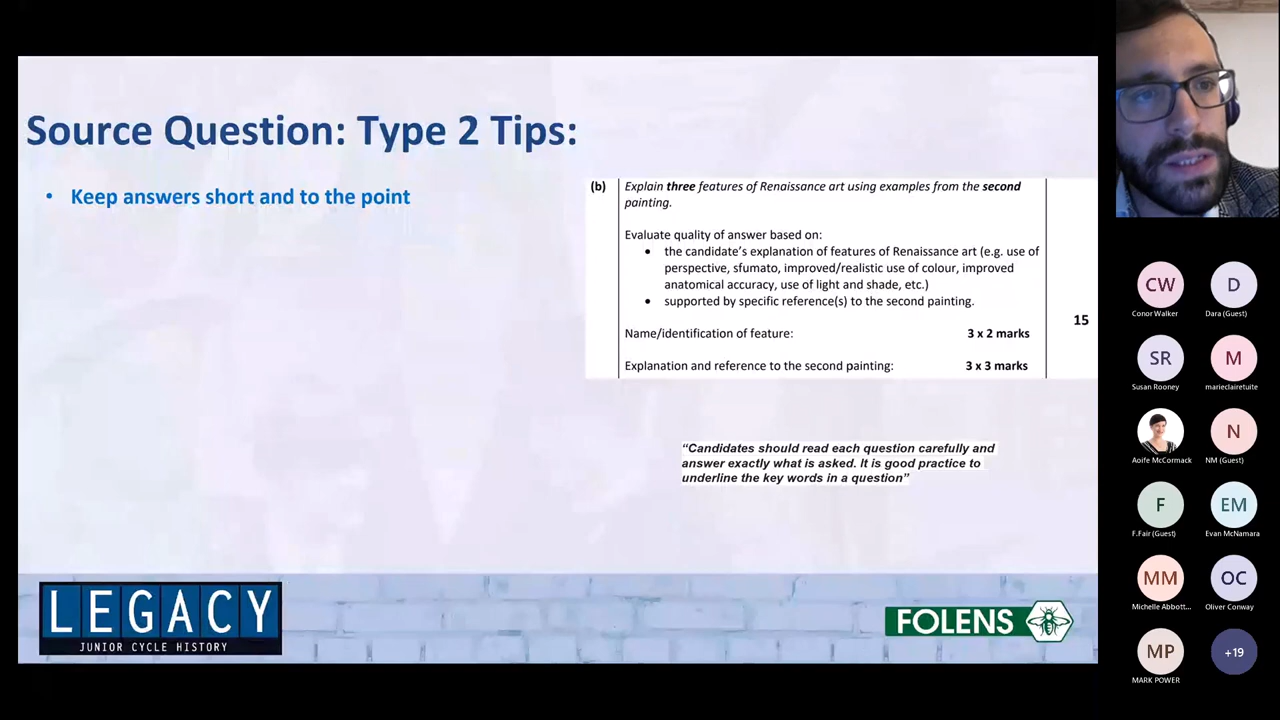 Source Question: Type 2 Tips:
• Keep answers short and to the point
(b) Explain three features of Renaissance art using examples from the second
painting.
Evaluate quality of answer based on:
• the candidate's explanation of features of Renaissance art (e.g. use of
perspective, sfumato, improved/realistic use of colour, improved
anatomical accuracy, use of light and shade, etc.)
• supported by specific reference(s) to the second painting.
15
Name/identification of feature: 3 x 2 marks
Explanation and reference to the second painting: 3 x 3 marks
“Candidates should read each question carefully and
answer exactly what is asked. It is good practice to
underline the key words in a question”
LEGACY
JUNIOR CYCLE HISTORY
FOLENS
CW
Conor Walker
D
Dara (Guest)
SR
Susan Rooney
M
marieclairetuite
Aoife McCormack
N
NM (Guest)
F
F.Fair (Guest)
EM
Evan McNamara
MM
Michelle Abbott...
OC
Oliver Conway
MP
MARK POWER
+19